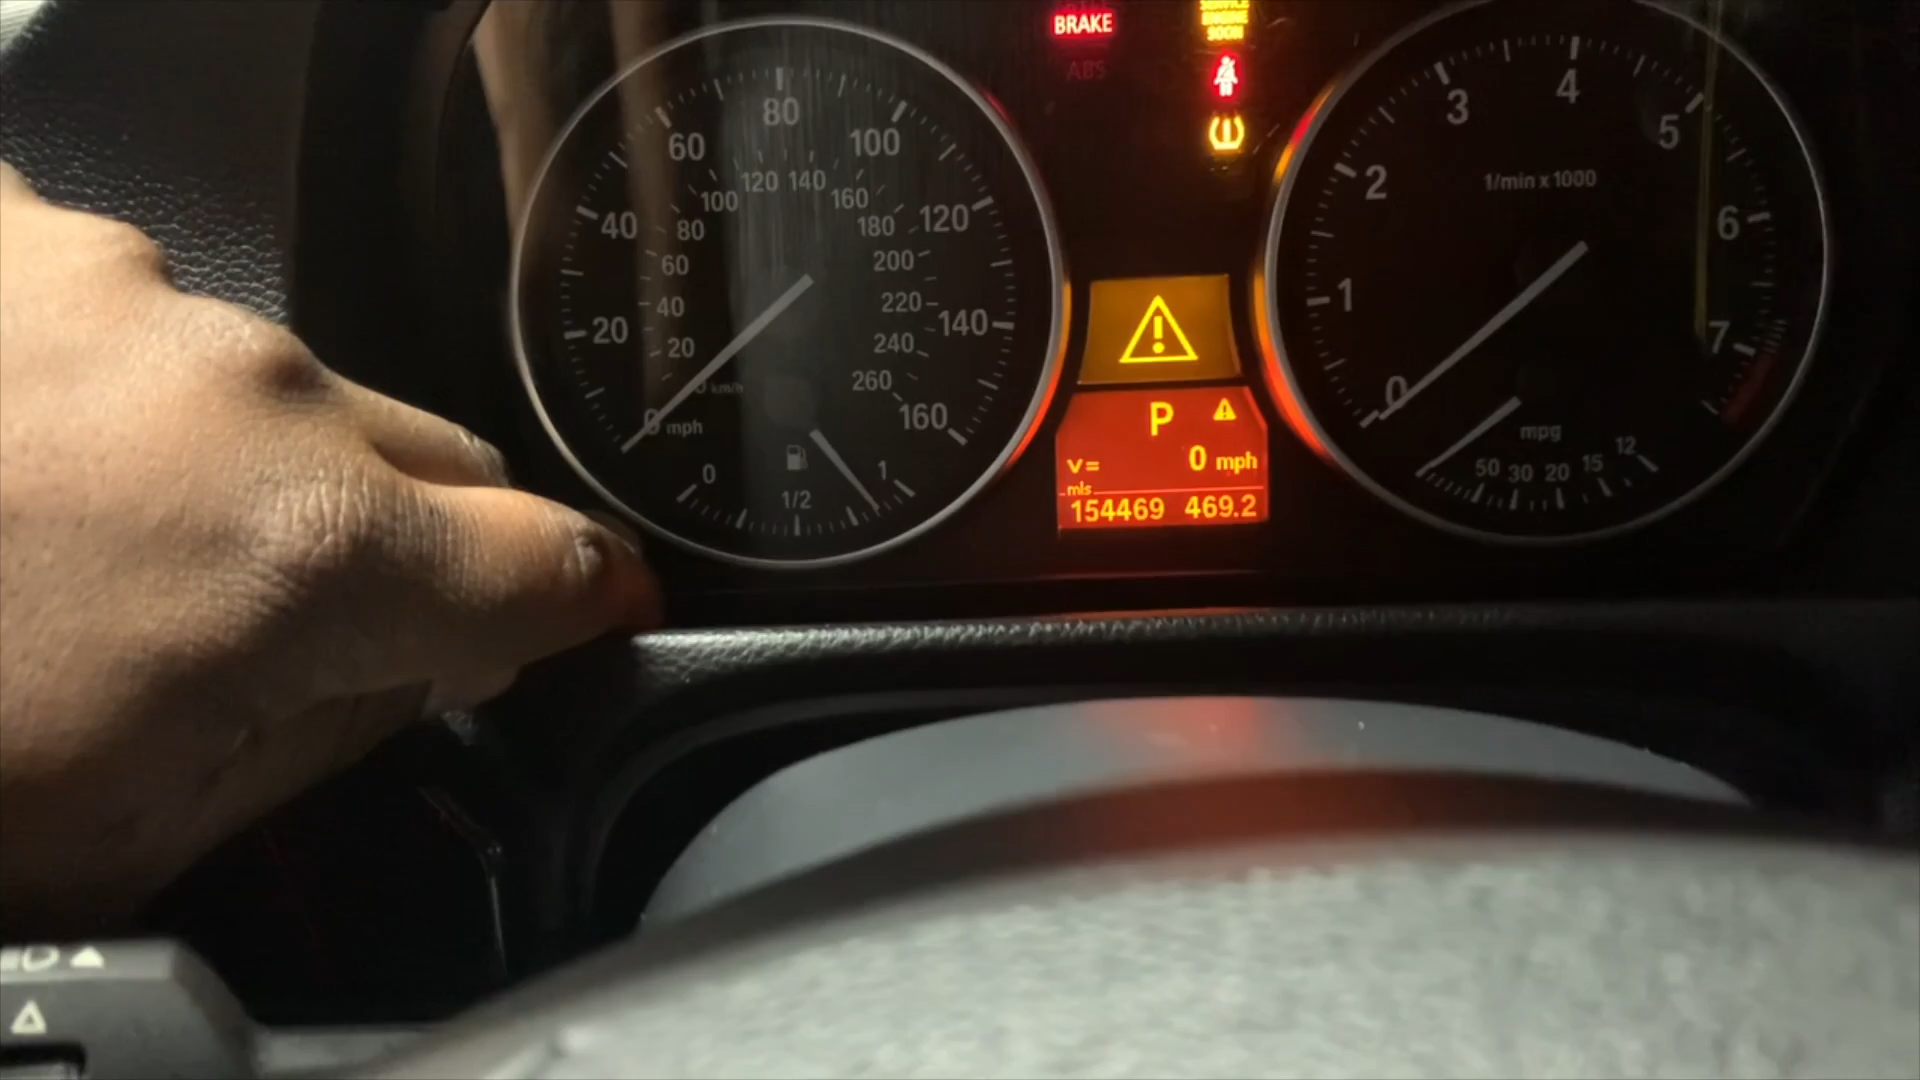 BRAKE
ABS
SERVICE
ENGINE
SOON
0 20 40 60 80 100 120 140 160
mph
20 40 60 80 100 120 140 160 180 200 220 240 260
km/h
0 1/2 1
0 1 2 3 4 5 6 7
1/min x 1000
mpg
50 30 20 15 12
P
v= 0 mph
mls
154469 469.2